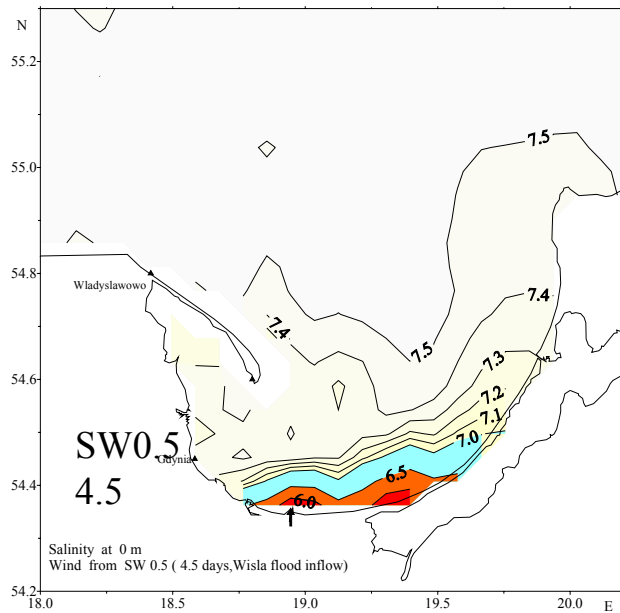 N
55.2
55.0
54.8
54.6
54.4
54.2
18.0 18.5 19.0 19.5 20.0 E
7.5
7.4
7.4
7.5
7.3
7.2
7.1
7.0
6.5
6.0
Wladyslawowo
SW0.5
Gdynia
4.5
Salinity at 0 m
Wind from SW 0.5 ( 4.5 days,Wisla flood inflow)